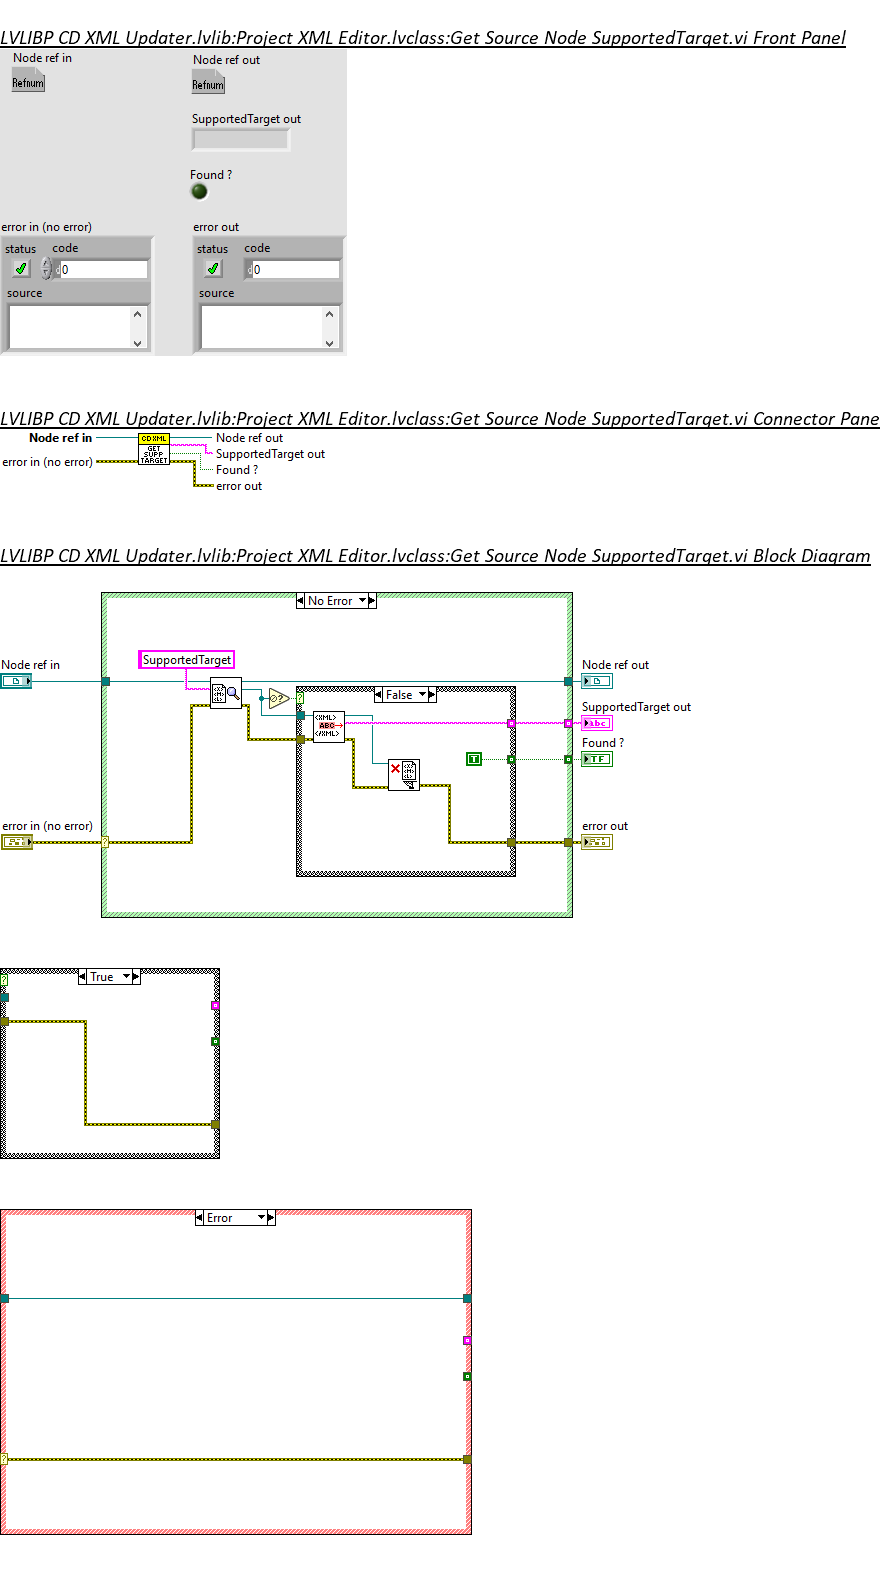 LVLIBP CD XML Updater.lvlib:Project XML Editor.lvclass:Get Source Node SupportedTarget.vi Front Panel
Node ref in
Node ref out
Refnum
Refnum
SupportedTarget out
Found ?
error in (no error)
error out
status code
status code
d 0
d 0
source
source
LVLIBP CD XML Updater.lvlib:Project XML Editor.lvclass:Get Source Node SupportedTarget.vi Connector Pane
Node ref in
CDXML
GET
SUPP
TARGET
Node ref out
SupportedTarget out
error in (no error)
Found ?
error out
LVLIBP CD XML Updater.lvlib:Project XML Editor.lvclass:Get Source Node SupportedTarget.vi Block Diagram
No Error
SupportedTarget
Node ref in
Node ref out
False
SupportedTarget out
<XML>
ABC
</XML>
abc
Found ?
T
TF
error in (no error)
error out
True
Error